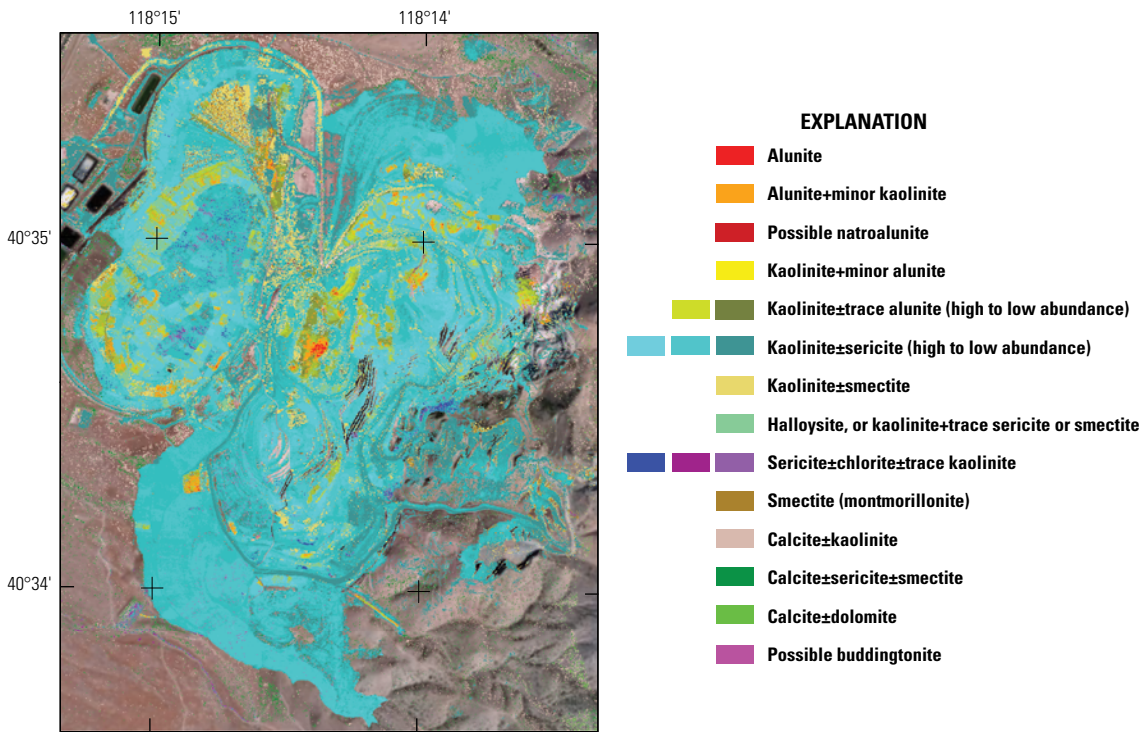 118°15'
118°14'
40°35'
40°34'
EXPLANATION
Alunite
Alunite+minor kaolinite
Possible natroalunite
Kaolinite+minor alunite
Kaolinite±trace alunite (high to low abundance)
Kaolinite±sericite (high to low abundance)
Kaolinite±smectite
Halloysite, or kaolinite+trace sericite or smectite
Sericite±chlorite±trace kaolinite
Smectite (montmorillonite)
Calcite±kaolinite
Calcite±sericite±smectite
Calcite±dolomite
Possible buddingtonite